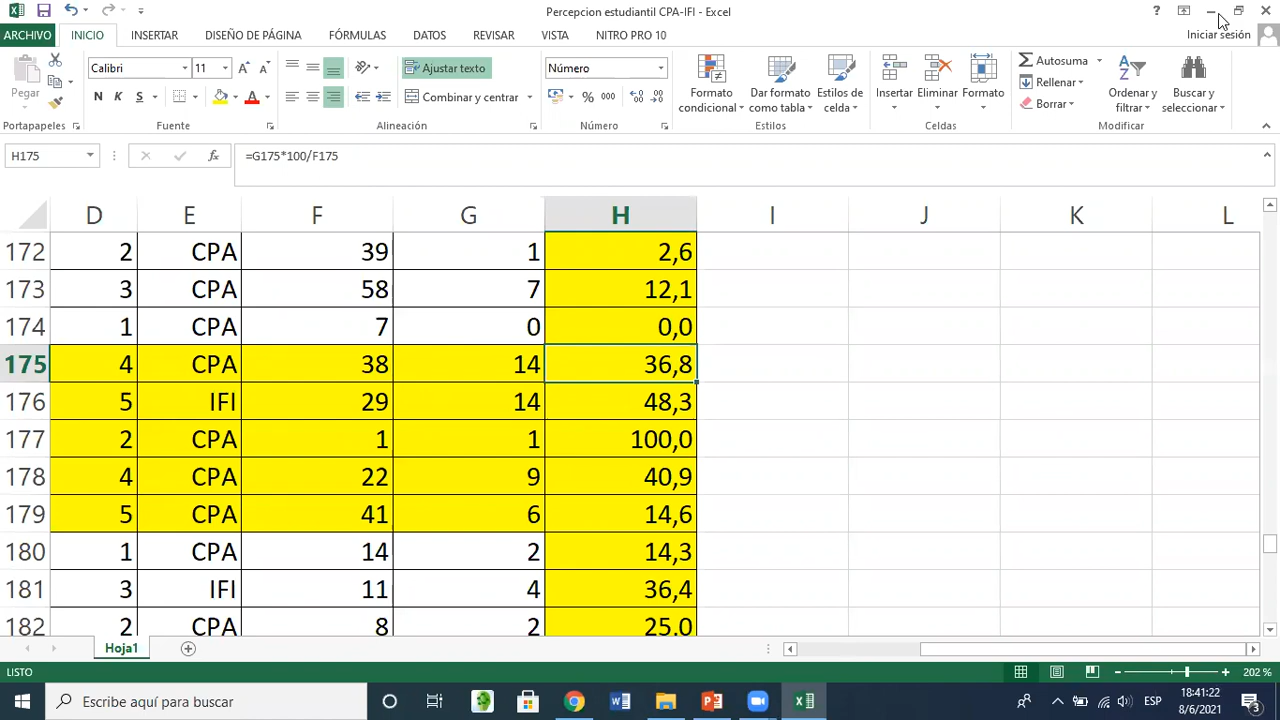 Percepcion estudiantil CPA-IFI - Excel
Iniciar sesión
ARCHIVO INICIO INSERTAR DISEÑO DE PÁGINA FÓRMULAS DATOS REVISAR VISTA NITRO PRO 10
Pegar
Calibri 11
N K S
Ajustar texto
Combinar y centrar
Número
% 000
Formato condicional
Dar formato como tabla
Estilos de celda
Insertar Eliminar Formato
Autosuma
Rellenar
Borrar
Ordenar y filtrar
Buscar y seleccionar
Portapapeles Fuente Alineación Número Estilos Celdas Modificar
H175 fx =G175*100/F175
D E F G H I J K L
172 2 CPA 39 1 2,6
173 3 CPA 58 7 12,1
174 1 CPA 7 0 0,0
175 4 CPA 38 14 36,8
176 5 IFI 29 14 48,3
177 2 CPA 1 1 100,0
178 4 CPA 22 9 40,9
179 5 CPA 41 6 14,6
180 1 CPA 14 2 14,3
181 3 IFI 11 4 36,4
182 2 CPA 8 2 25,0
Hoja1
LISTO 202 %
Escribe aquí para buscar
ESP
18:41:22
8/6/2021
3